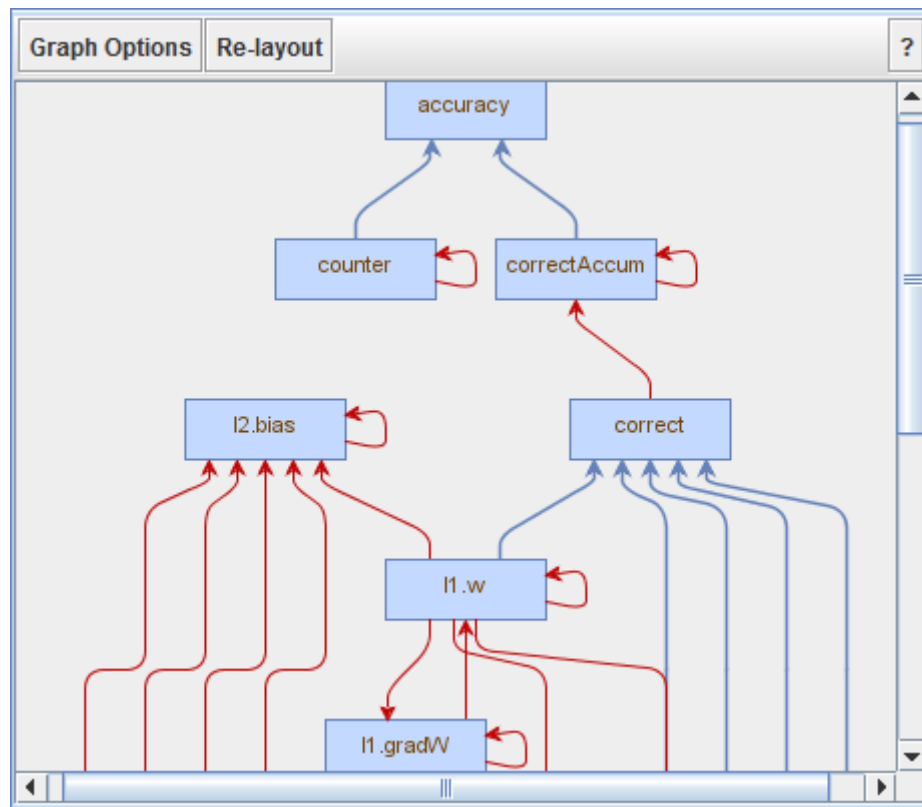 Graph Options Re-layout ?
accuracy
counter correctAccum
l2.bias correct
l1.w
l1.gradW